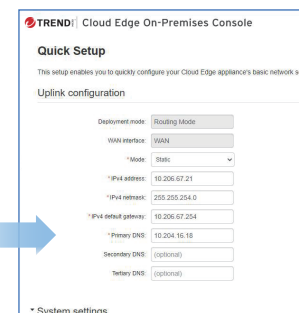 TREND Cloud Edge On-Premises Console
Quick Setup
This setup enables you to quickly configure your Cloud Edge appliance's basic network s
Uplink configuration
Deployment mode: Routing Mode
WAN interface: WAN
*Mode: Static
*IPv4 address: 10.206.67.21
*IPv4 netmask: 255.255.254.0
*IPv4 default gateway: 10.206.67.254
*Primary DNS: 10.204.16.18
Secondary DNS: (optional)
Tertiary DNS: (optional)
System settings